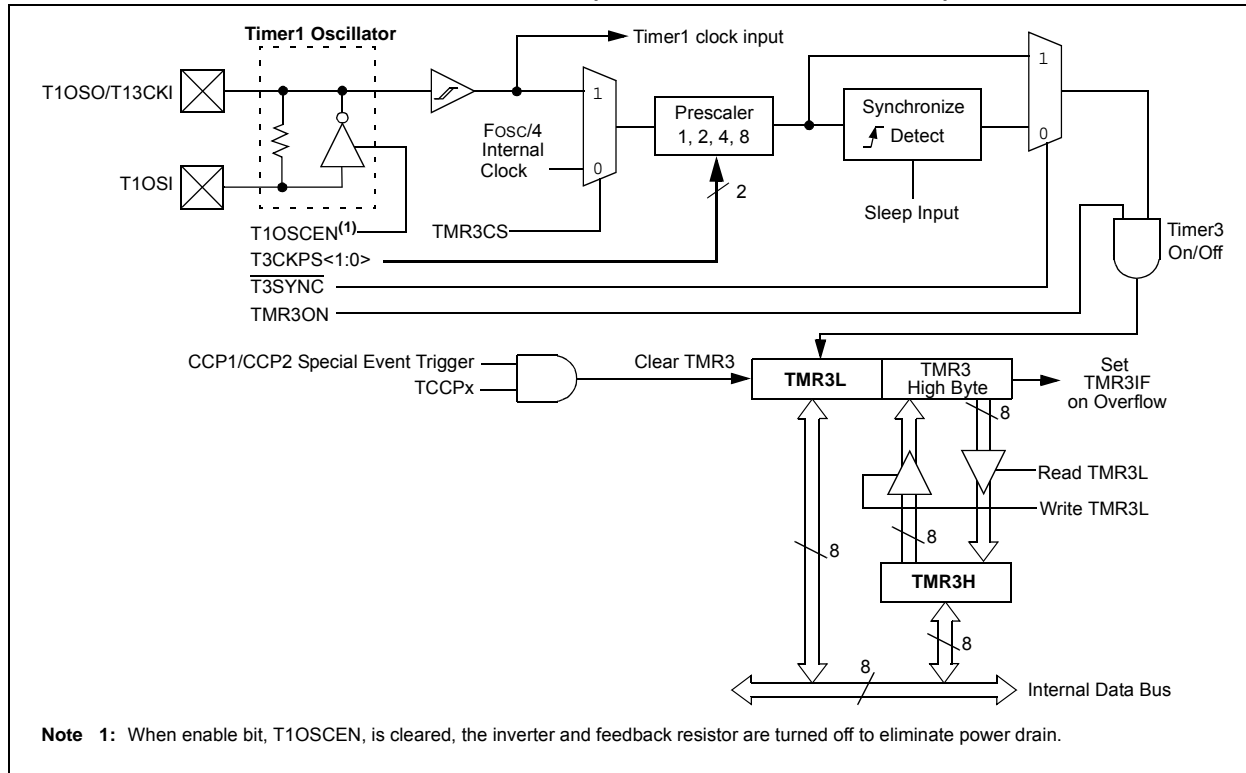 Timer1 Oscillator
Timer1 clock input
1
T1OSO/T13CKI
1
Prescaler
1, 2, 4, 8
Synchronize
Detect
FOSC/4
Internal
Clock
0
0
T1OSI
2
Sleep Input
Timer3
On/Off
T1OSCEN(1)
TMR3CS
T3CKPS<1:0>
T3SYNC
TMR3ON
CCP1/CCP2 Special Event Trigger
Clear TMR3
TCCPx
TMR3L
TMR3
High Byte
Set
TMR3IF
on Overflow
8
Read TMR3L
Write TMR3L
8
8
TMR3H
8
8
Internal Data Bus
Note 1: When enable bit, T1OSCEN, is cleared, the inverter and feedback resistor are turned off to eliminate power drain.